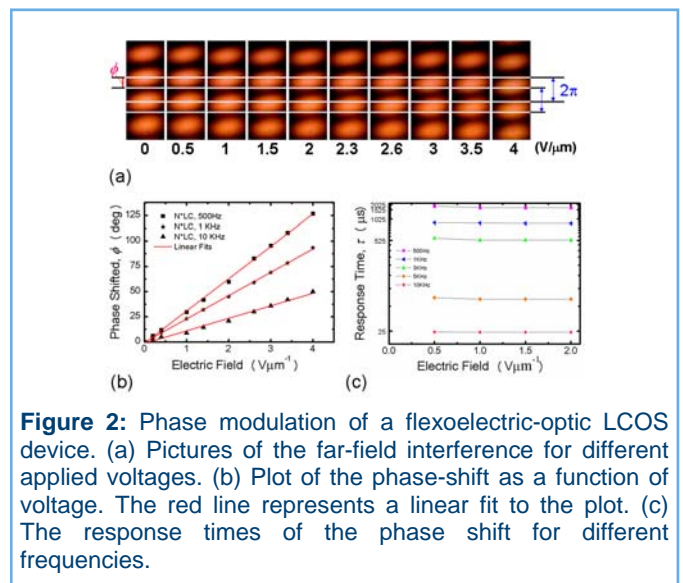 ϕ
2π
0 0.5 1 1.5 2 2.3 2.6 3 3.5 4 (V/μm)
(a)
Phase Shifted, ϕ ( deg )
125
100
75
50
25
0
N*LC, 500Hz
N*LC, 1 KHz
N*LC, 10 KHz
Linear Fits
0 1 2 3 4
Electric Field ( Vμm⁻¹ )
(b)
Response Time, τ ( μs )
2025
1525
1025
525
25
500Hz
1KHz
3KHz
5KHz
10KHz
0.0 0.5 1.0 1.5 2.0
Electric Field ( Vμm⁻¹ )
(c)
Figure 2: Phase modulation of a flexoelectric-optic LCOS
device. (a) Pictures of the far-field interference for different
applied voltages. (b) Plot of the phase-shift as a function of
voltage. The red line represents a linear fit to the plot. (c)
The response times of the phase shift for different
frequencies.